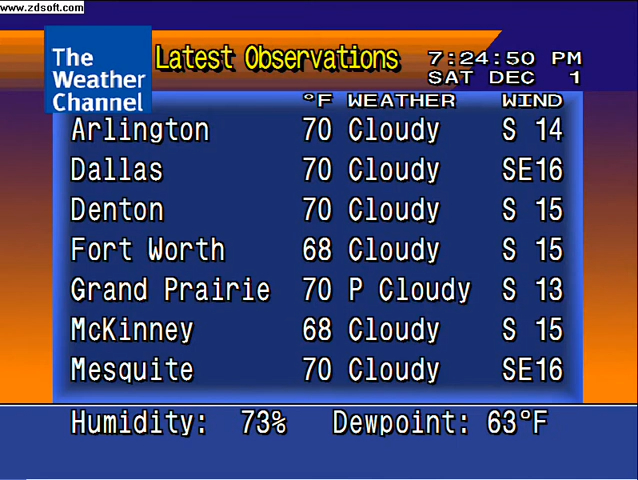 www.zdsoft.com
The
Weather
Channel
Latest Observations
7:24:50 PM
SAT DEC 1
°F WEATHER WIND
Arlington 70 Cloudy S 14
Dallas 70 Cloudy SE16
Denton 70 Cloudy S 15
Fort Worth 68 Cloudy S 15
Grand Prairie 70 P Cloudy S 13
McKinney 68 Cloudy S 15
Mesquite 70 Cloudy SE16
Humidity: 73% Dewpoint: 63°F